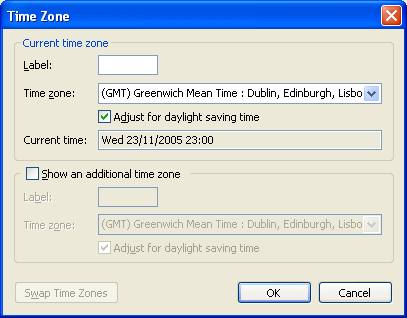 Time Zone
Current time zone
Label:
Time zone: (GMT) Greenwich Mean Time : Dublin, Edinburgh, Lisbo
Adjust for daylight saving time
Current time: Wed 23/11/2005 23:00
Show an additional time zone
Label:
Time zone: (GMT) Greenwich Mean Time : Dublin, Edinburgh, Lisbo
Adjust for daylight saving time
Swap Time Zones OK Cancel